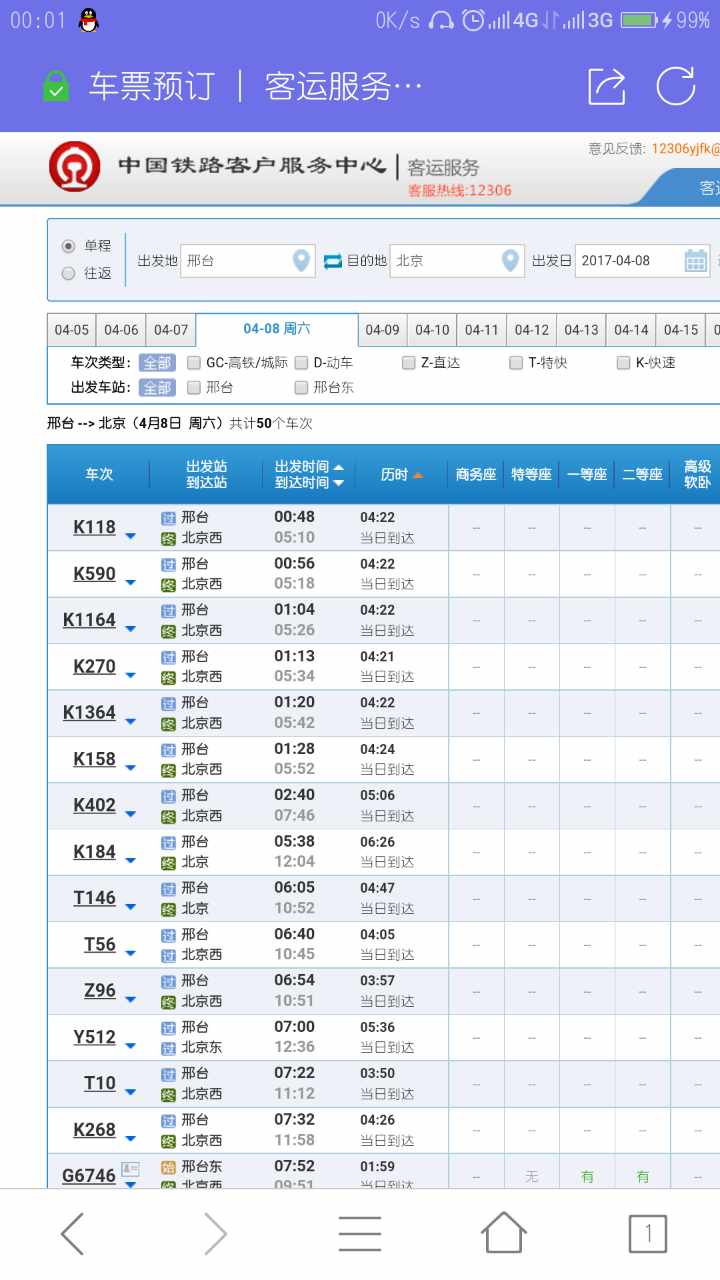 00:01 0K/s 4G 3G 99%
车票预订 | 客运服务…
中国铁路客户服务中心 | 客运服务
客服热线:12306
意见反馈: 12306yjfk@
客运
单程
往返
出发地 邢台 目的地 北京 出发日 2017-04-08
04-05 04-06 04-07 04-08 周六 04-09 04-10 04-11 04-12 04-13 04-14 04-15 0
车次类型: 全部 GC-高铁/城际 D-动车 Z-直达 T-特快 K-快速
出发车站: 全部 邢台 邢台东
邢台 --> 北京（4月8日 周六）共计50个车次
车次 出发站 到达站 出发时间 到达时间 历时 商务座 特等座 一等座 二等座 高级软卧
K118 过 邢台 00:48 04:22 -- -- -- -- --
终 北京西 05:10 当日到达
K590 过 邢台 00:56 04:22 -- -- -- -- --
终 北京西 05:18 当日到达
K1164 过 邢台 01:04 04:22 -- -- -- -- --
终 北京西 05:26 当日到达
K270 过 邢台 01:13 04:21 -- -- -- -- --
终 北京西 05:34 当日到达
K1364 过 邢台 01:20 04:22 -- -- -- -- --
终 北京西 05:42 当日到达
K158 过 邢台 01:28 04:24 -- -- -- -- --
终 北京西 05:52 当日到达
K402 过 邢台 02:40 05:06 -- -- -- -- --
终 北京西 07:46 当日到达
K184 过 邢台 05:38 06:26 -- -- -- -- --
终 北京 12:04 当日到达
T146 过 邢台 06:05 04:47 -- -- -- -- --
终 北京 10:52 当日到达
T56 过 邢台 06:40 04:05 -- -- -- -- --
过 北京西 10:45 当日到达
Z96 过 邢台 06:54 03:57 -- -- -- -- --
终 北京西 10:51 当日到达
Y512 过 邢台 07:00 05:36 -- -- -- -- --
过 北京东 12:36 当日到达
T10 过 邢台 07:22 03:50 -- -- -- -- --
终 北京西 11:12 当日到达
K268 过 邢台 07:32 04:26 -- -- -- -- --
终 北京西 11:58 当日到达
G6746 始 邢台东 07:52 01:59 -- 无 有 有 --
终 北京西 09:51 当日到达
1